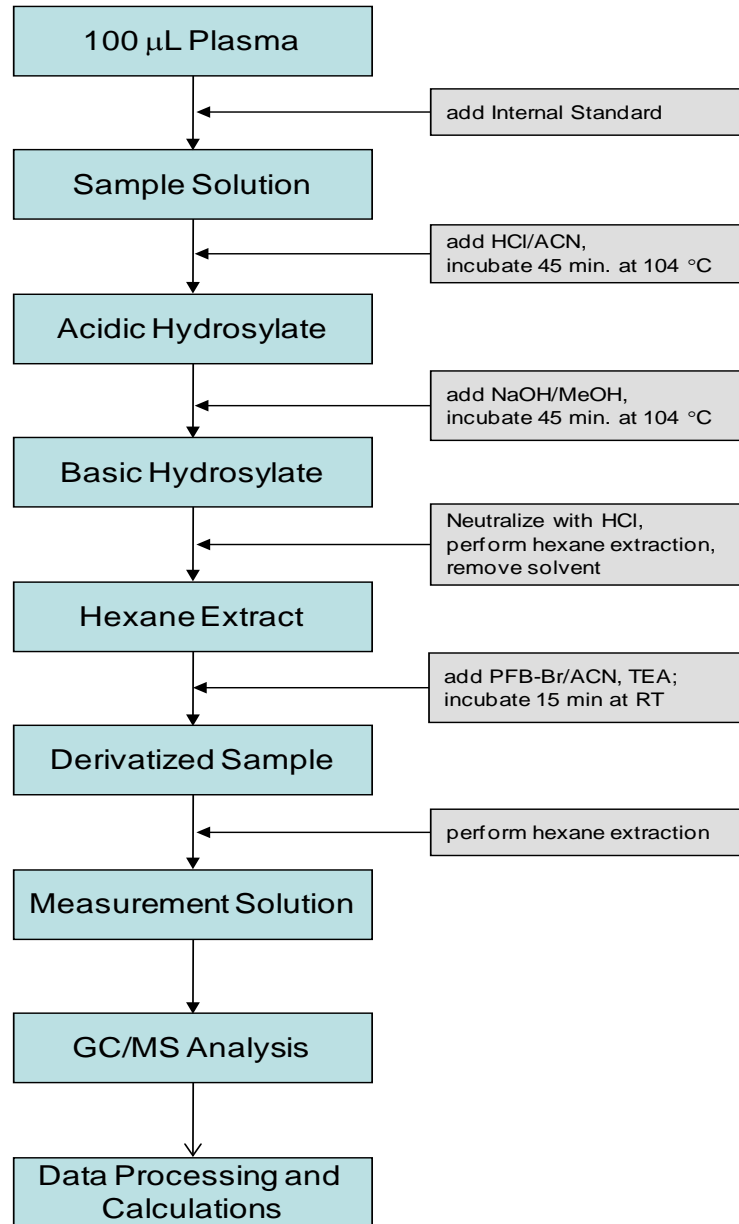 100 μL Plasma
add Internal Standard
Sample Solution
add HCl/ACN,
incubate 45 min. at 104 °C
Acidic Hydrosylate
add NaOH/MeOH,
incubate 45 min. at 104 °C
Basic Hydrosylate
Neutralize with HCl,
perform hexane extraction,
remove solvent
Hexane Extract
add PFB-Br/ACN, TEA;
incubate 15 min at RT
Derivatized Sample
perform hexane extraction
Measurement Solution
GC/MS Analysis
Data Processing and
Calculations